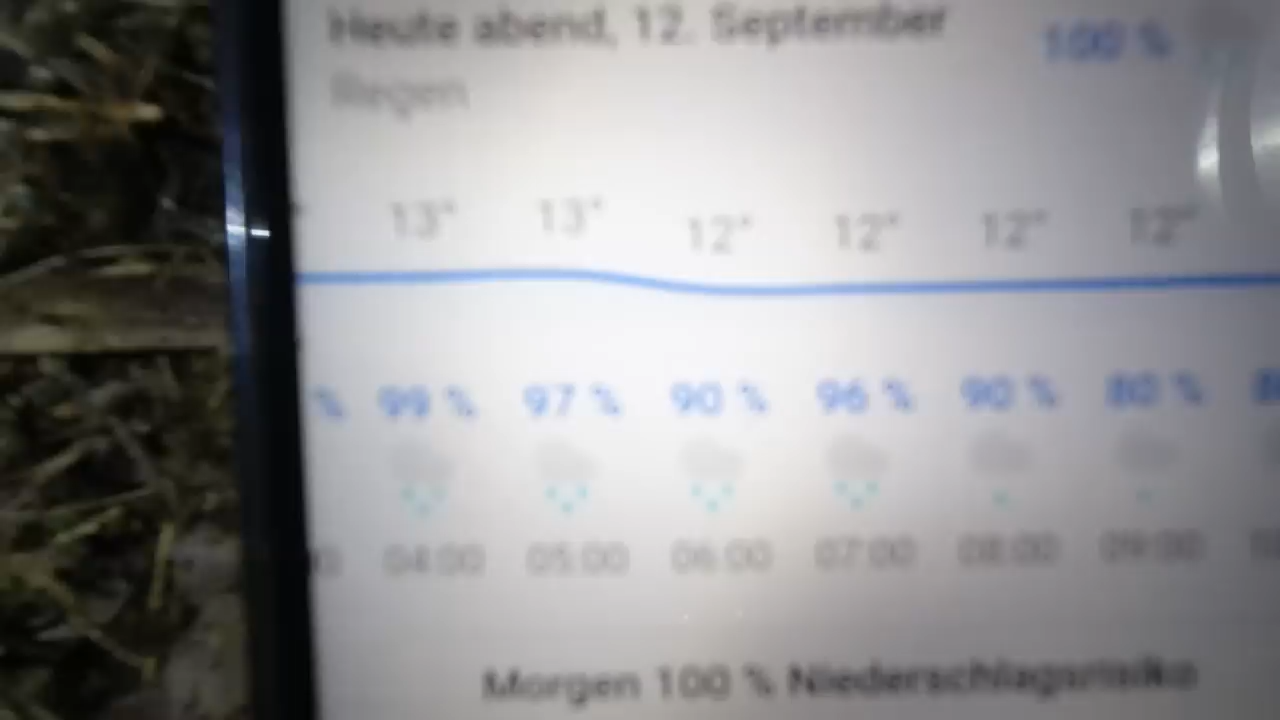 Heute abend, 12. September
100 %
Regen
13° 13° 12° 12° 12° 12°
% 99 % 97 % 90 % 96 % 90 % 80 %
04:00 05:00 06:00 07:00 08:00 09:00
Morgen 100 % Niederschlagsrisiko